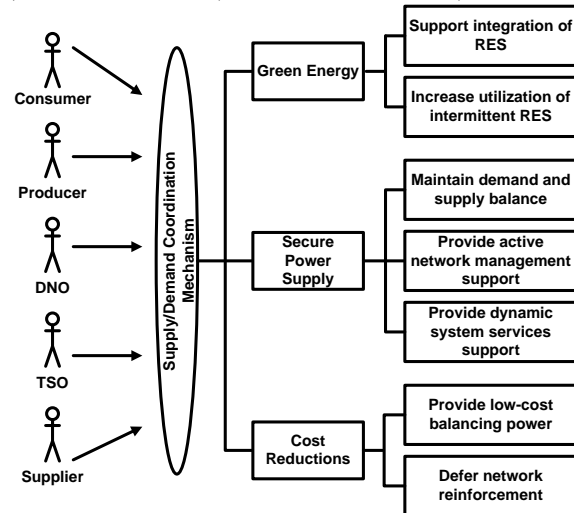 Consumer
Producer
DNO
TSO
Supplier
Supply/Demand Coordination
Mechanism
Green Energy
Support integration of
RES
Increase utilization of
intermittent RES
Secure
Power
Supply
Maintain demand and
supply balance
Provide active
network management
support
Provide dynamic
system services
support
Cost
Reductions
Provide low-cost
balancing power
Defer network
reinforcement